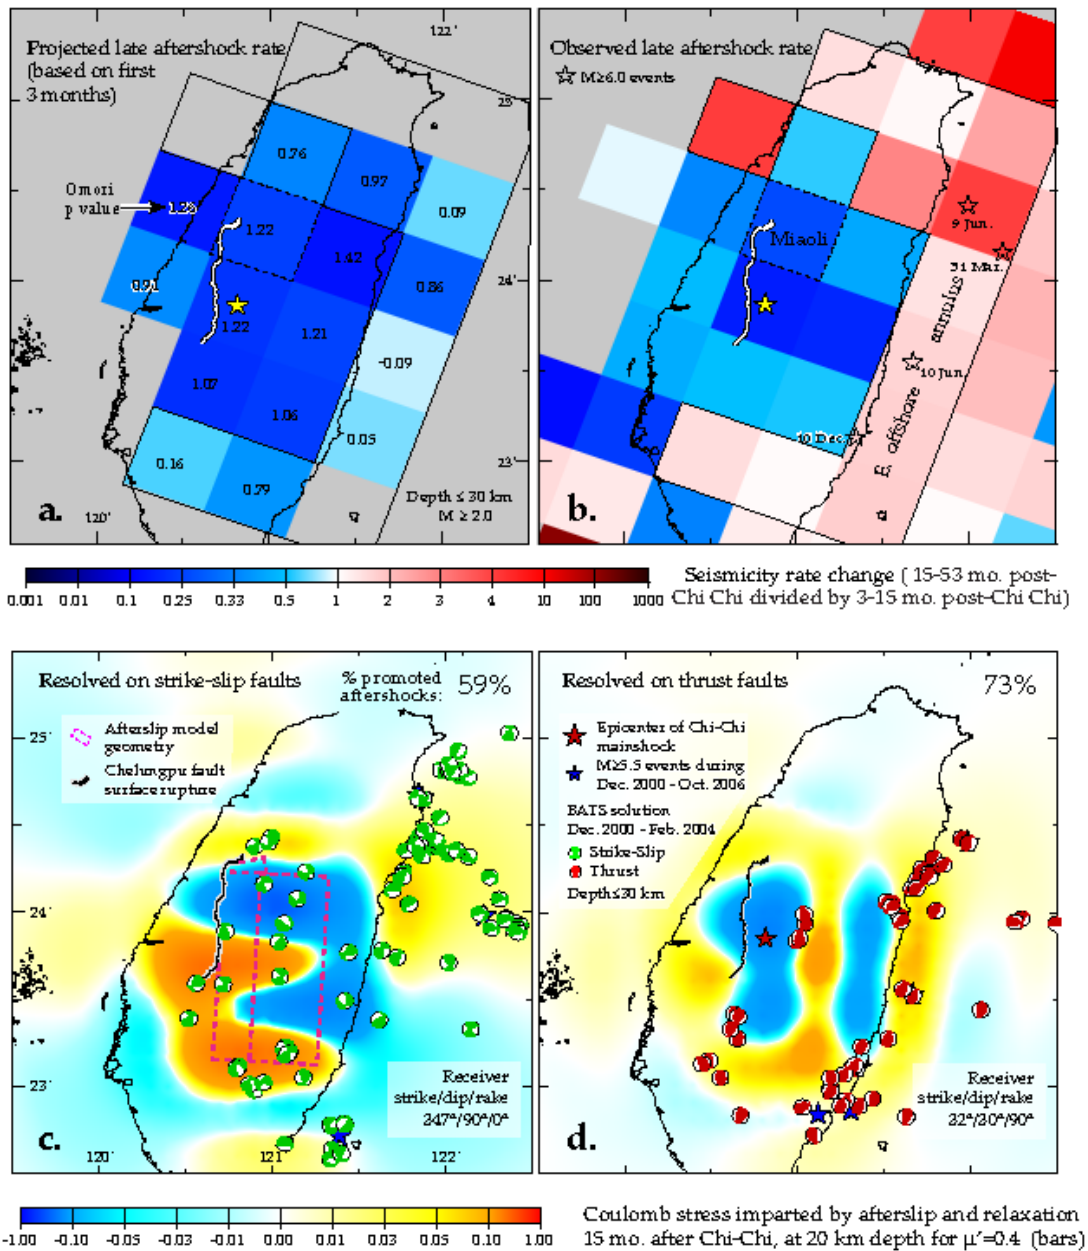 Projected late aftershock rate
(based on first
3 months)
122°
25°
Omori
p value
1.28
0.76
0.97
0.09
1.22
1.42
0.86
0.91
24°
1.22
1.21
-0.09
1.07
1.06
0.05
0.16
0.79
23°
Depth ≤ 30 km
M ≥ 2.0
a.
120°
Observed late aftershock rate
☆ M≥6.0 events
9 Jun.
Miaoli
31 Mar.
E. offshore annulus
10 Jun.
10 Dec.
b.
0.001 0.01 0.1 0.25 0.33 0.5 1 2 3 4 10 100 1000
Seismicity rate change ( 15-53 mo. post-
Chi Chi divided by 3-15 mo. post-Chi Chi)
Resolved on strike-slip faults
% promoted
aftershocks: 59%
25°
Afterslip model
geometry
Chelungpu fault
surface rupture
24°
23°
Receiver
strike/dip/rake
247°/90°/0°
c.
120° 121° 122°
Resolved on thrust faults
73%
Epicenter of Chi-Chi
mainshock
M≥5.5 events during
Dec. 2000 - Oct. 2006
BATS solution
Dec. 2000 - Feb. 2004
Strike-Slip
Thrust
Depth≤30 km
Receiver
strike/dip/rake
22°/20°/90°
d.
-1.00 -0.10 -0.05 -0.03 -0.01 0.00 0.01 0.03 0.05 0.10 1.00
Coulomb stress imparted by afterslip and relaxation
15 mo. after Chi-Chi, at 20 km depth for μ'=0.4 (bars)